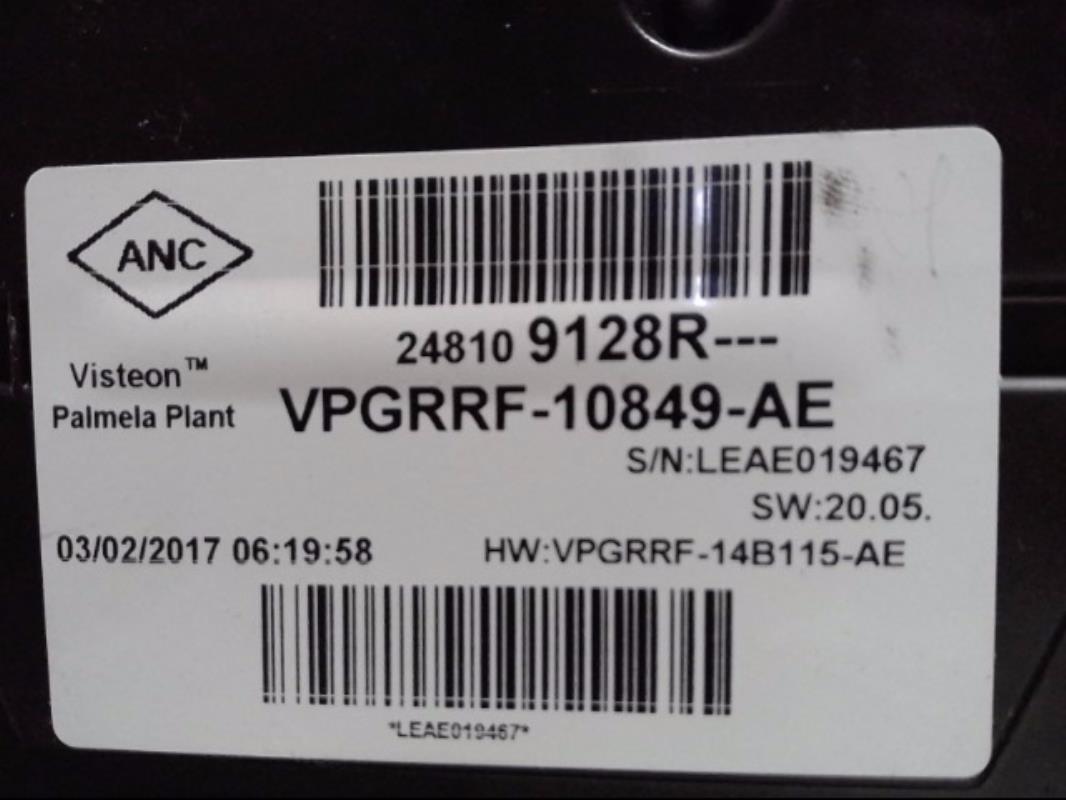 ANC
Visteon™
Palmela Plant
24810 9128R---
VPGRRF-10849-AE
S/N:LEAE019467
SW:20.05.
03/02/2017 06:19:58
HW:VPGRRF-14B115-AE
*LEAE019467*